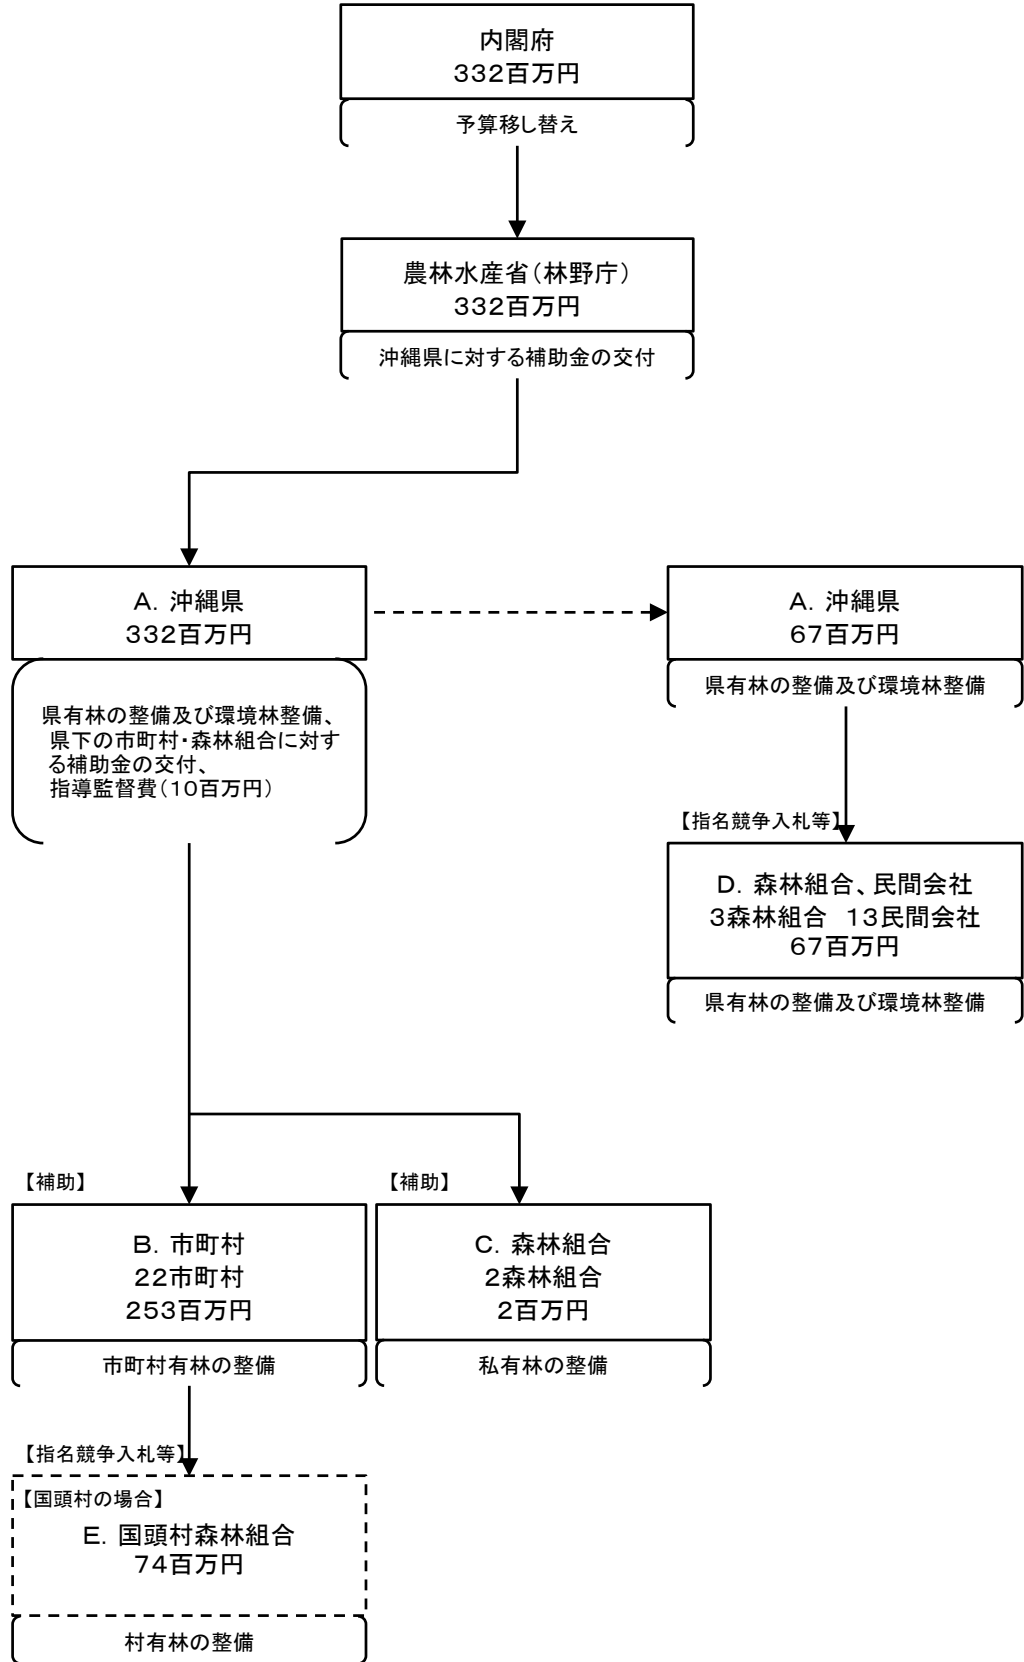 内閣府
332百万円
予算移し替え
農林水産省（林野庁）
332百万円
沖縄県に対する補助金の交付
A．沖縄県
332百万円
県有林の整備及び環境林整備、
県下の市町村・森林組合に対す
る補助金の交付、
指導監督費（10百万円）
A．沖縄県
67百万円
県有林の整備及び環境林整備
【指名競争入札等】
D．森林組合、民間会社
3森林組合　13民間会社
67百万円
県有林の整備及び環境林整備
【補助】
B．市町村
22市町村
253百万円
市町村有林の整備
【補助】
C．森林組合
2森林組合
2百万円
私有林の整備
【指名競争入札等】
【国頭村の場合】
E．国頭村森林組合
74百万円
村有林の整備